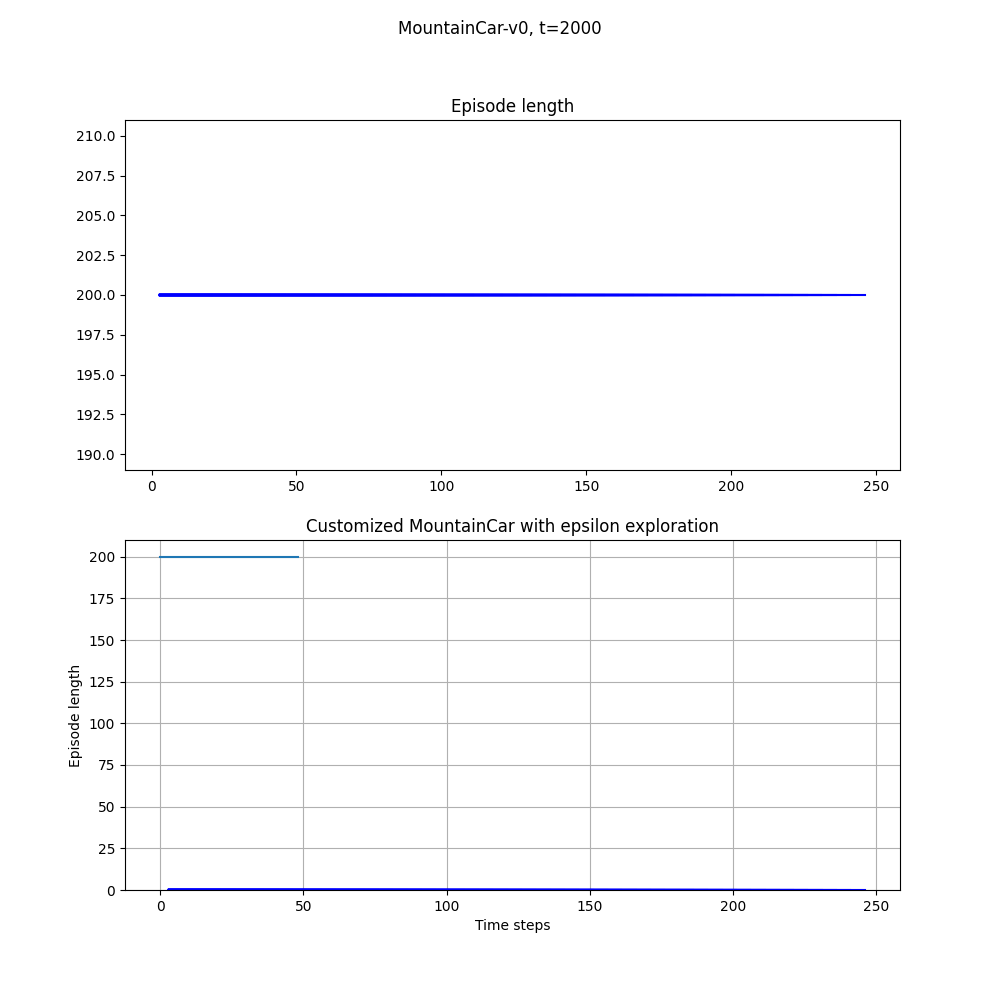 MountainCar-v0, t=2000
Episode length
210.0
207.5
205.0
202.5
200.0
197.5
195.0
192.5
190.0
0 50 100 150 200 250
Customized MountainCar with epsilon exploration
Episode length
200
175
150
125
100
75
50
25
0
0 50 100 150 200 250
Time steps